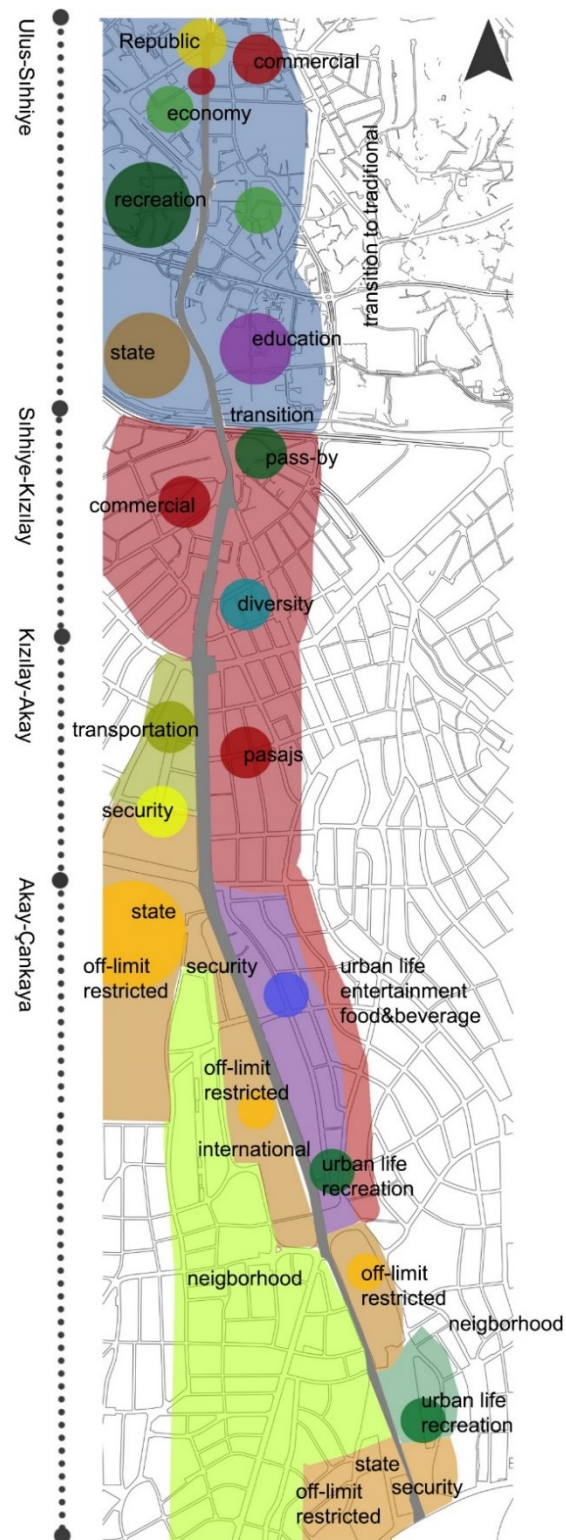 Ulus-Sıhhiye
Sıhhiye-Kızılay
Kızılay-Akay
Akay-Çankaya
Republic
commercial
economy
transition to traditional
recreation
education
state
transition
pass-by
commercial
diversity
transportation
pasajs
security
state
off-limit
restricted
security
urban life
entertainment
food&beverage
off-limit
restricted
international
urban life
recreation
neigborhood
off-limit
restricted
neigborhood
urban life
recreation
state
security
off-limit
restricted